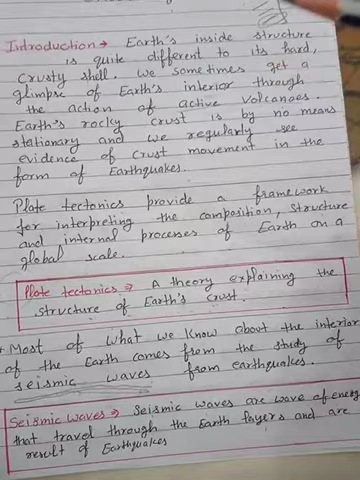 Introduction → Earth's inside structure
is quite different to its hard,
Crusty shell. We sometimes get a
glimpse of Earth's interior through
the action of active volcanoes.
Earth's rocky crust is by no means
stationary and we regularly see
evidence of crust movement in the
form of Earthquakes.
Plate tectonics provide a framework
for interpreting the composition, structure
and internal processes of Earth on a
global scale.
Plate tectonics → A theory explaining the
structure of Earth's crust.
Most of what we know about the interior
of the Earth comes from the study of
seismic waves from earthquakes.
Seismic waves → Seismic waves are wave of energy
that travel through the Earth layers and are
result of Earthquakes